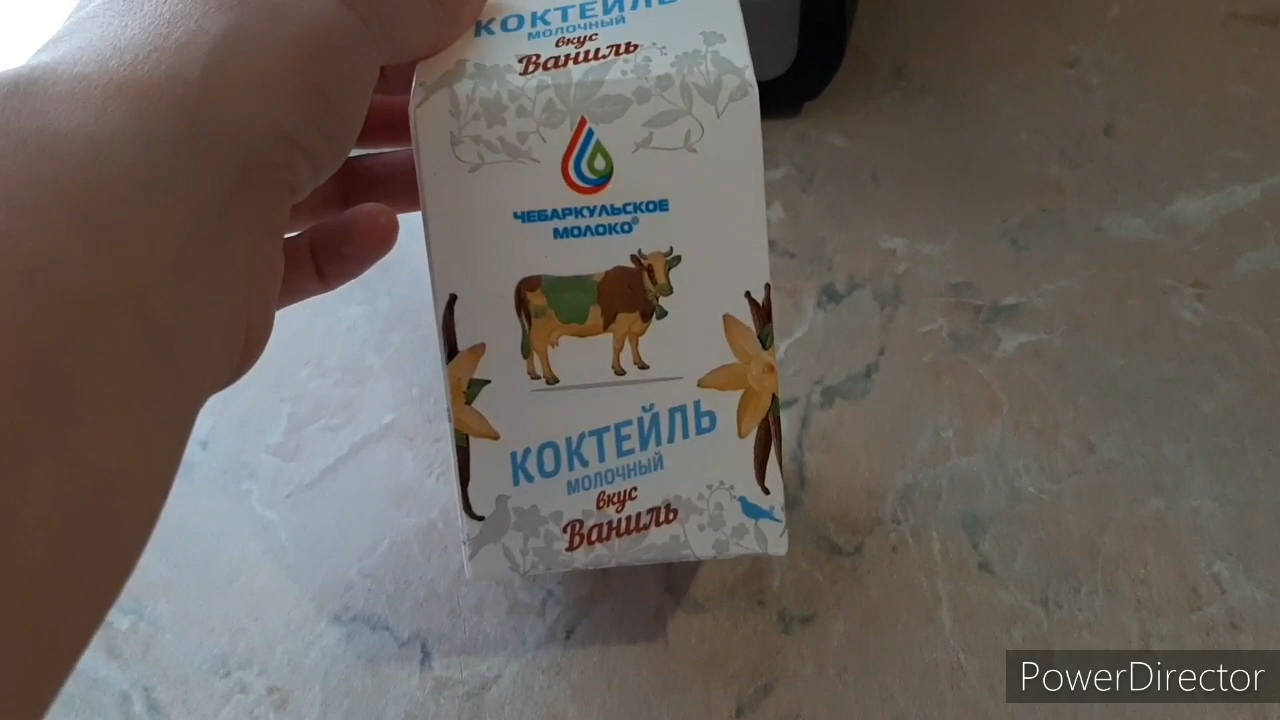 КОКТЕЙЛЬ
МОЛОЧНЫЙ
вкус
Ваниль
ЧЕБАРКУЛЬСКОЕ
МОЛОКО®
КОКТЕЙЛЬ
МОЛОЧНЫЙ
вкус
Ваниль
PowerDirector